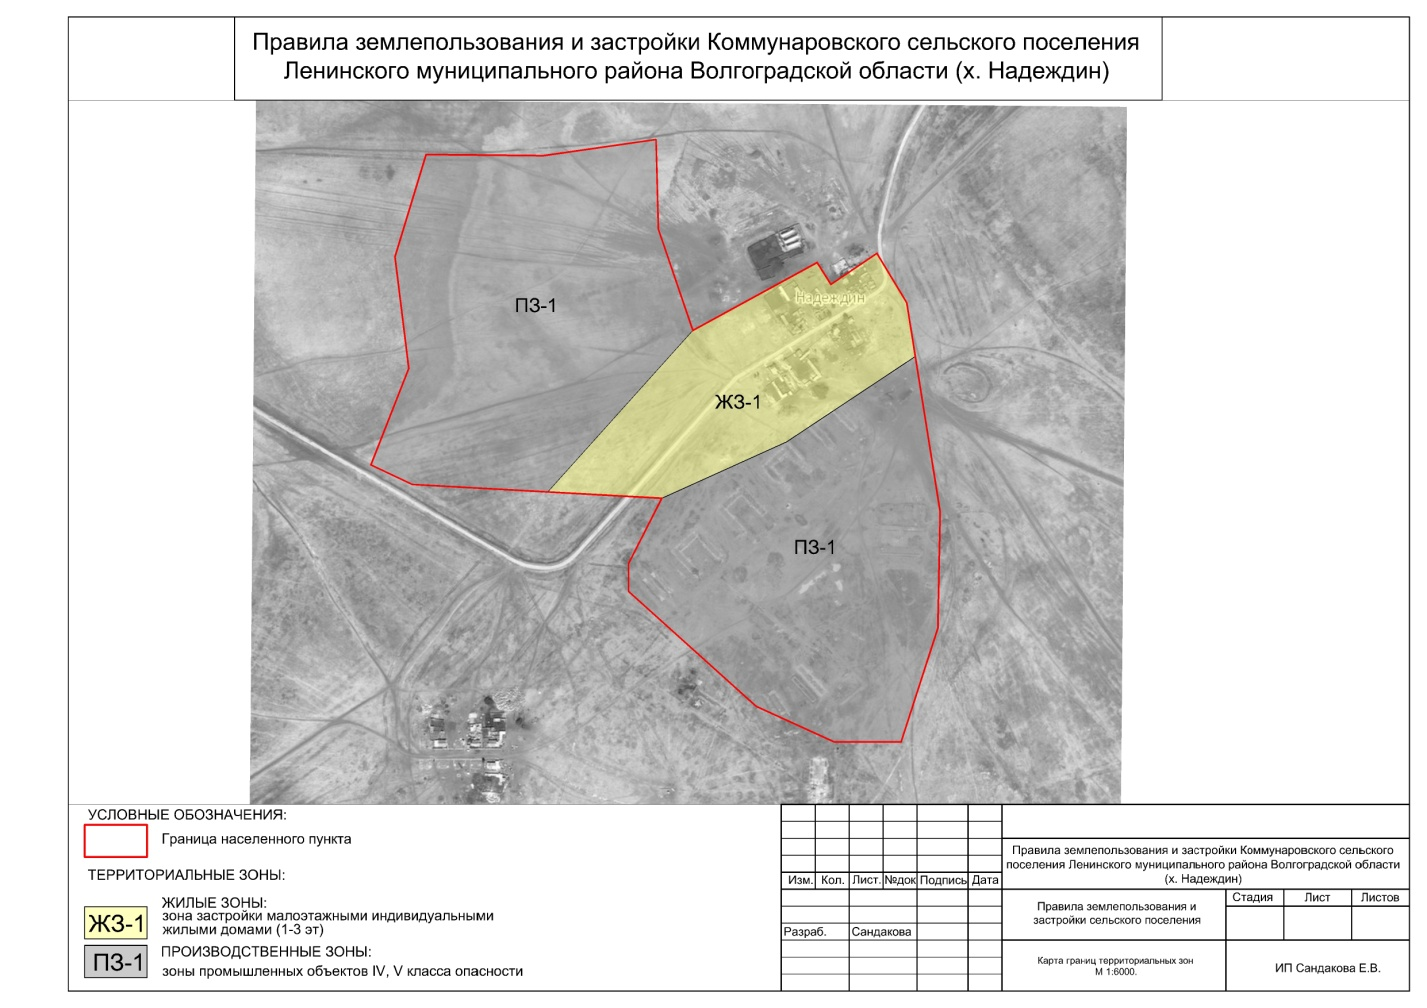 Правила землепользования и застройки Коммунаровского сельского поселения
Ленинского муниципального района Волгоградской области (х. Надеждин)
ПЗ-1
Надеждин
ЖЗ-1
ПЗ-1
УСЛОВНЫЕ ОБОЗНАЧЕНИЯ:
Граница населенного пункта
ТЕРРИТОРИАЛЬНЫЕ ЗОНЫ:
ЖИЛЫЕ ЗОНЫ:
ЖЗ-1
зона застройки малоэтажными индивидуальными
жилыми домами (1-3 эт)
ПРОИЗВОДСТВЕННЫЕ ЗОНЫ:
ПЗ-1
зоны промышленных объектов IV, V класса опасности
Изм. Кол. Лист. №док Подпись Дата
Разраб. Сандакова
Правила землепользования и застройки Коммунаровского сельского
поселения Ленинского муниципального района Волгоградской области
(х. Надеждин)
Правила землепользования и
застройки сельского поселения
Стадия Лист Листов
Карта границ территориальных зон
М 1:6000.
ИП Сандакова Е.В.